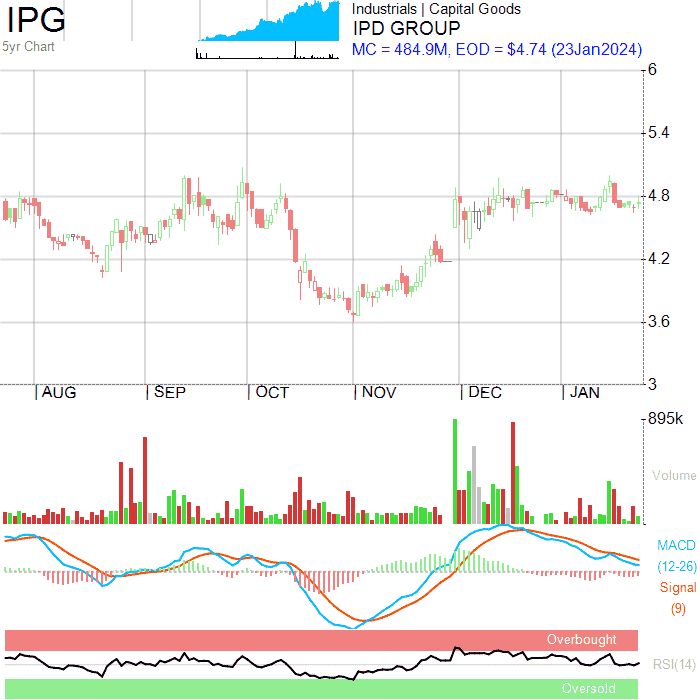 IPG
5yr Chart
Industrials | Capital Goods
IPD GROUP
MC = 484.9M, EOD = $4.74 (23Jan2024)
6
5.4
4.8
4.2
3.6
3
AUG SEP OCT NOV DEC JAN
895k
Volume
MACD
(12-26)
Signal
(9)
Overbought
RSI(14)
Oversold